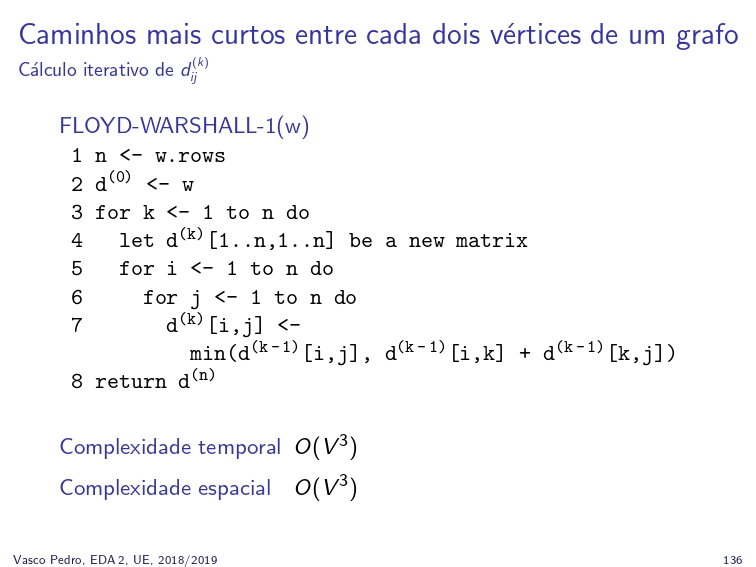 Caminhos mais curtos entre cada dois vértices de um grafo
Cálculo iterativo de d_{ij}^{(k)}
FLOYD-WARSHALL-1(w)
1 n <- w.rows
2 d^{(0)} <- w
3 for k <- 1 to n do
4   let d^{(k)}[1..n,1..n] be a new matrix
5   for i <- 1 to n do
6     for j <- 1 to n do
7       d^{(k)}[i,j] <-
          min(d^{(k-1)}[i,j], d^{(k-1)}[i,k] + d^{(k-1)}[k,j])
8 return d^{(n)}
Complexidade temporal O(V^3)
Complexidade espacial O(V^3)
Vasco Pedro, EDA 2, UE, 2018/2019 136